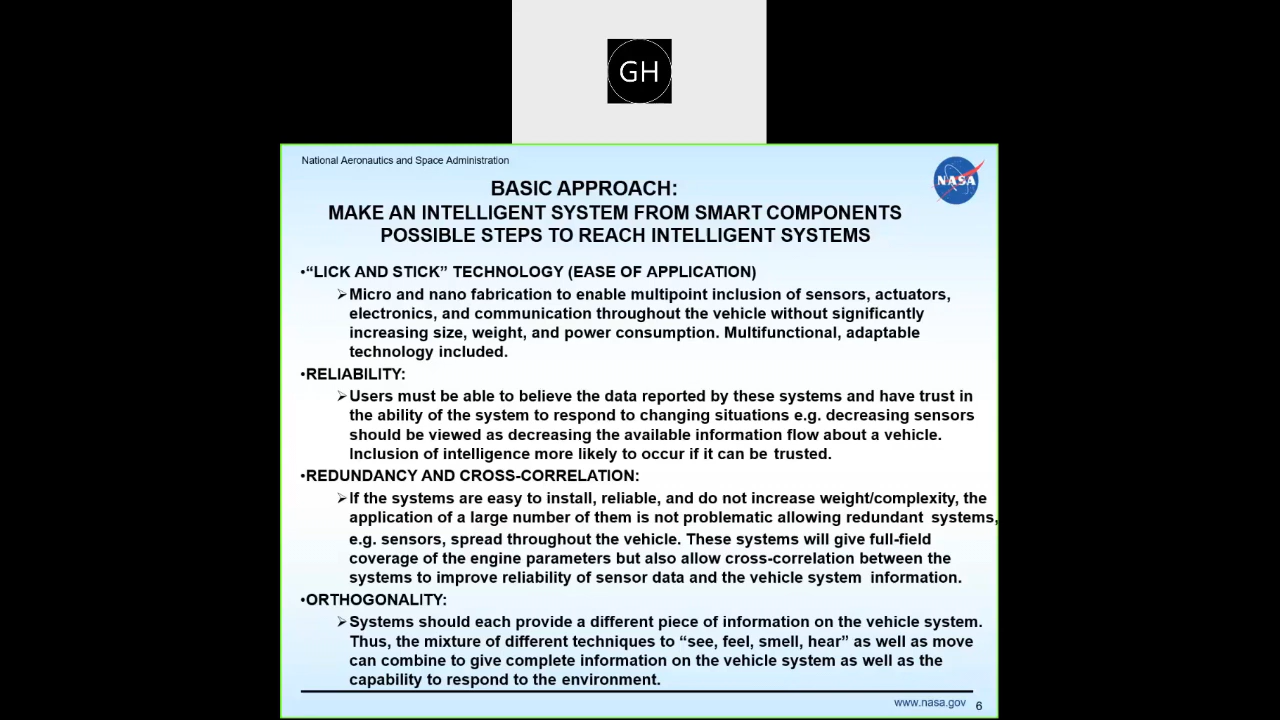 GH
National Aeronautics and Space Administration
NASA
BASIC APPROACH:
MAKE AN INTELLIGENT SYSTEM FROM SMART COMPONENTS
POSSIBLE STEPS TO REACH INTELLIGENT SYSTEMS
•“LICK AND STICK” TECHNOLOGY (EASE OF APPLICATION)
➢Micro and nano fabrication to enable multipoint inclusion of sensors, actuators,
electronics, and communication throughout the vehicle without significantly
increasing size, weight, and power consumption. Multifunctional, adaptable
technology included.
•RELIABILITY:
➢Users must be able to believe the data reported by these systems and have trust in
the ability of the system to respond to changing situations e.g. decreasing sensors
should be viewed as decreasing the available information flow about a vehicle.
Inclusion of intelligence more likely to occur if it can be trusted.
•REDUNDANCY AND CROSS-CORRELATION:
➢If the systems are easy to install, reliable, and do not increase weight/complexity, the
application of a large number of them is not problematic allowing redundant systems,
e.g. sensors, spread throughout the vehicle. These systems will give full-field
coverage of the engine parameters but also allow cross-correlation between the
systems to improve reliability of sensor data and the vehicle system information.
•ORTHOGONALITY:
➢Systems should each provide a different piece of information on the vehicle system.
Thus, the mixture of different techniques to “see, feel, smell, hear” as well as move
can combine to give complete information on the vehicle system as well as the
capability to respond to the environment.
www.nasa.gov 6